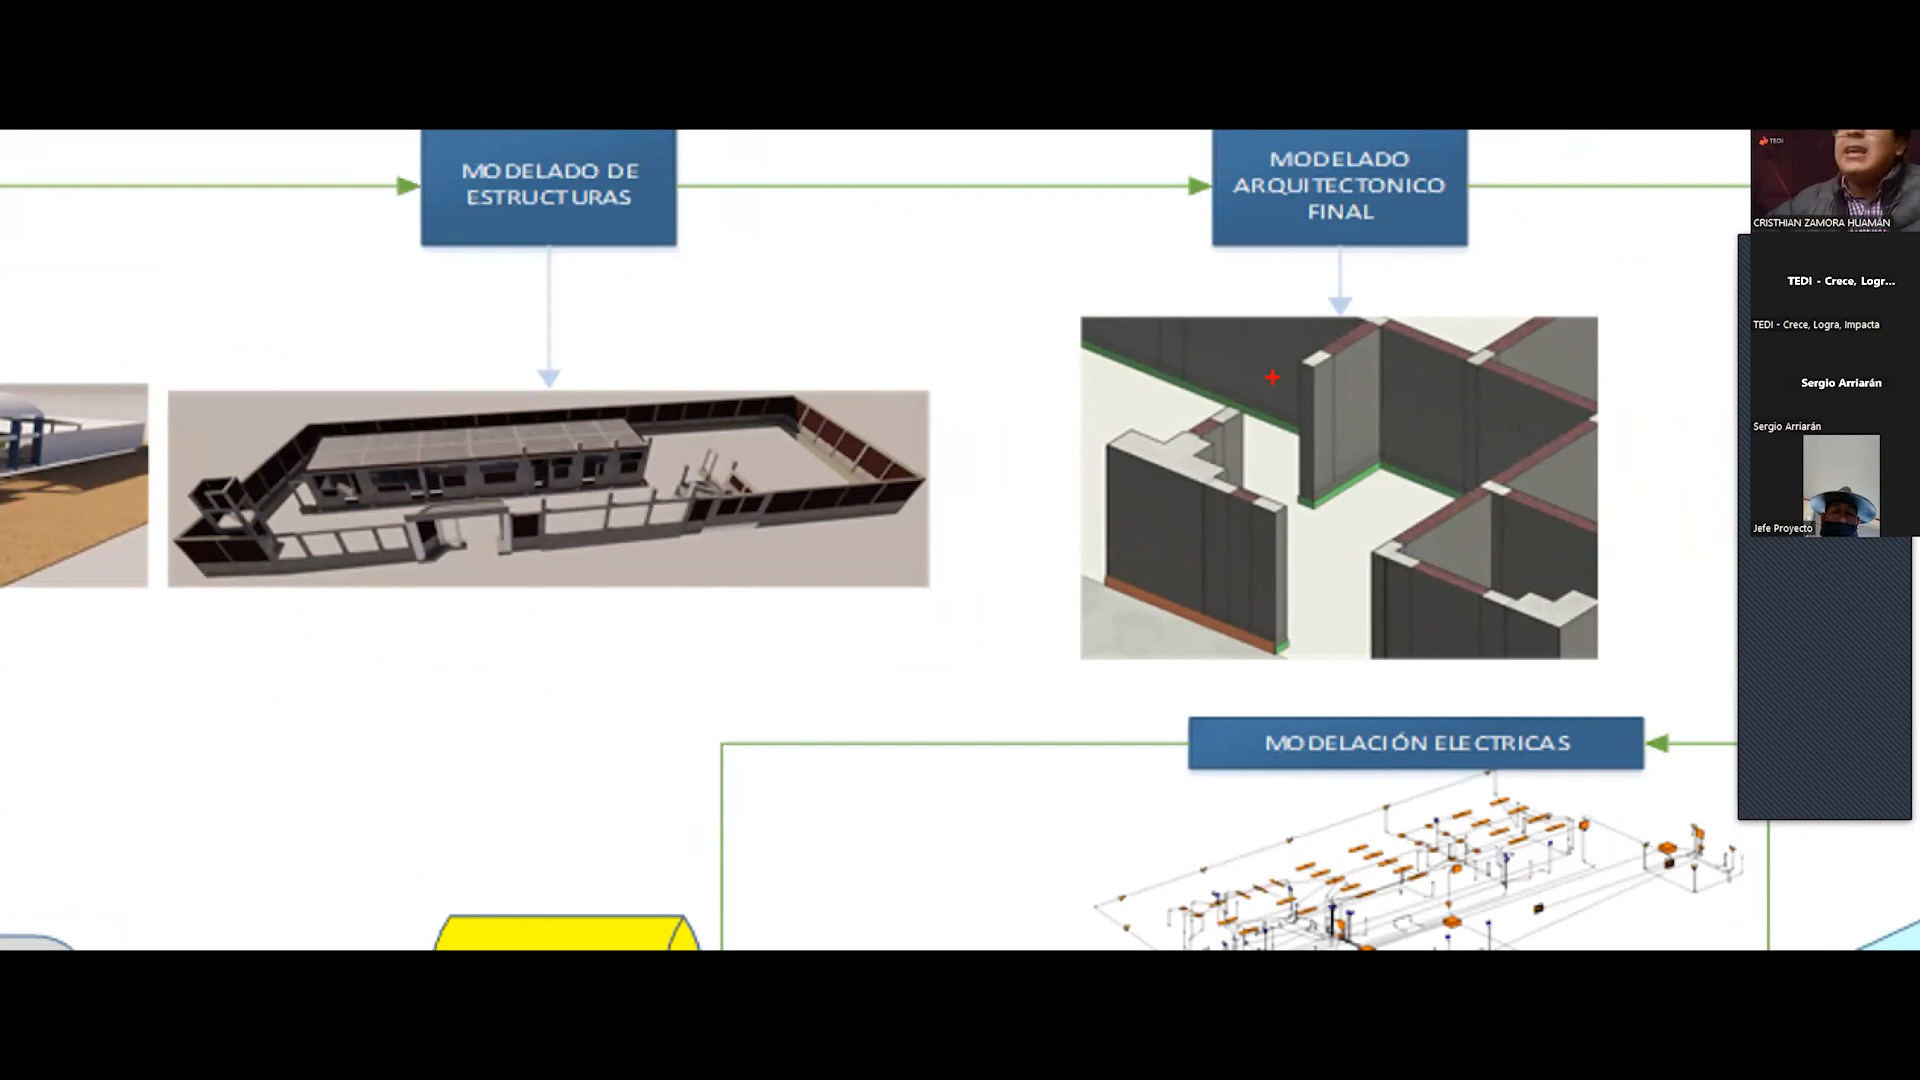 MODELADO DE
ESTRUCTURAS
MODELADO
ARQUITECTONICO
FINAL
MODELACIÓN ELECTRICAS
TEDI
CRISTHIAN ZAMORA HUAMÁN
TEDI - Crece, Logr...
TEDI - Crece, Logra, Impacta
Sergio Arriarán
Sergio Arriarán
Jefe Proyecto